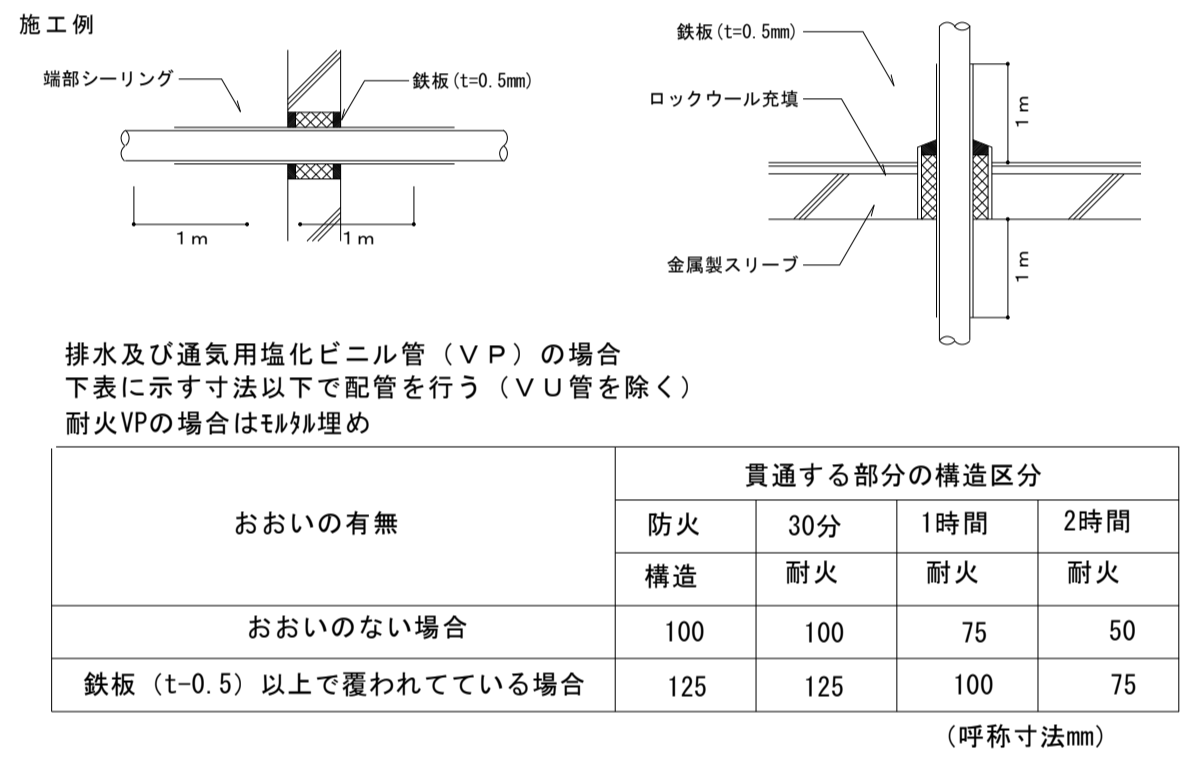 施工例
端部シーリング
鉄板(t=0.5mm)
1m
1m
鉄板(t=0.5mm)
ロックウール充填
金属製スリーブ
1m
1m
排水及び通気用塩化ビニル管（ＶＰ）の場合
下表に示す寸法以下で配管を行う（ＶＵ管を除く）
耐火VPの場合はﾓﾙﾀﾙ埋め
おおいの有無
貫通する部分の構造区分
防火 30分 1時間 2時間
構造 耐火 耐火 耐火
おおいのない場合 100 100 75 50
鉄板（t-0.5）以上で覆われてている場合 125 125 100 75
（呼称寸法mm）